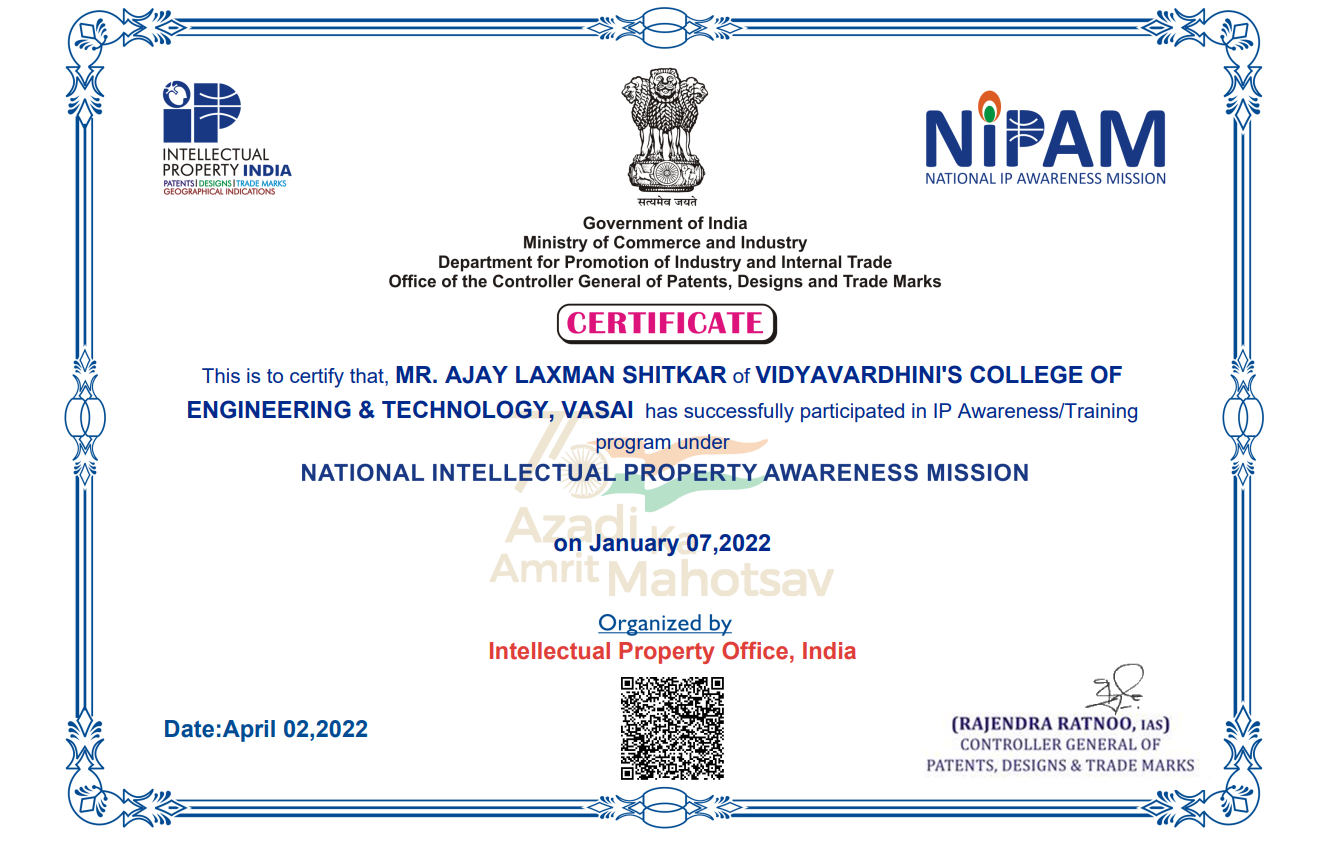 INTELLECTUAL
PROPERTY INDIA
PATENTS | DESIGNS | TRADE MARKS
GEOGRAPHICAL INDICATIONS
सत्यमेव जयते
NiPAM
NATIONAL IP AWARENESS MISSION
Government of India
Ministry of Commerce and Industry
Department for Promotion of Industry and Internal Trade
Office of the Controller General of Patents, Designs and Trade Marks
CERTIFICATE
This is to certify that, MR. AJAY LAXMAN SHITKAR of VIDYAVARDHINI'S COLLEGE OF
ENGINEERING & TECHNOLOGY, VASAI has successfully participated in IP Awareness/Training
program under
NATIONAL INTELLECTUAL PROPERTY AWARENESS MISSION
Azadi Ka
on January 07,2022
Amrit Mahotsav
Organized by
Intellectual Property Office, India
Date:April 02,2022
(RAJENDRA RATNOO, IAS)
CONTROLLER GENERAL OF
PATENTS, DESIGNS & TRADE MARKS